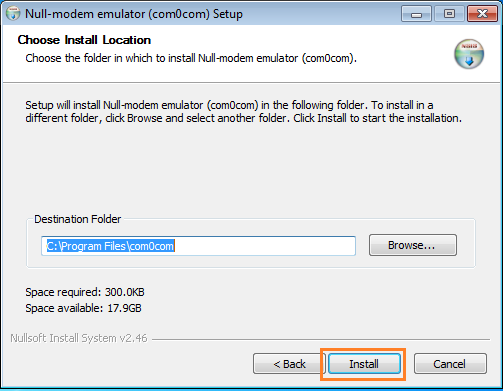 Null-modem emulator (com0com) Setup
Choose Install Location
Choose the folder in which to install Null-modem emulator (com0com).
Setup will install Null-modem emulator (com0com) in the following folder. To install in a
different folder, click Browse and select another folder. Click Install to start the installation.
Destination Folder
C:\Program Files\com0com
Browse...
Space required: 300.0KB
Space available: 17.9GB
Nullsoft Install System v2.46
< Back
Install
Cancel